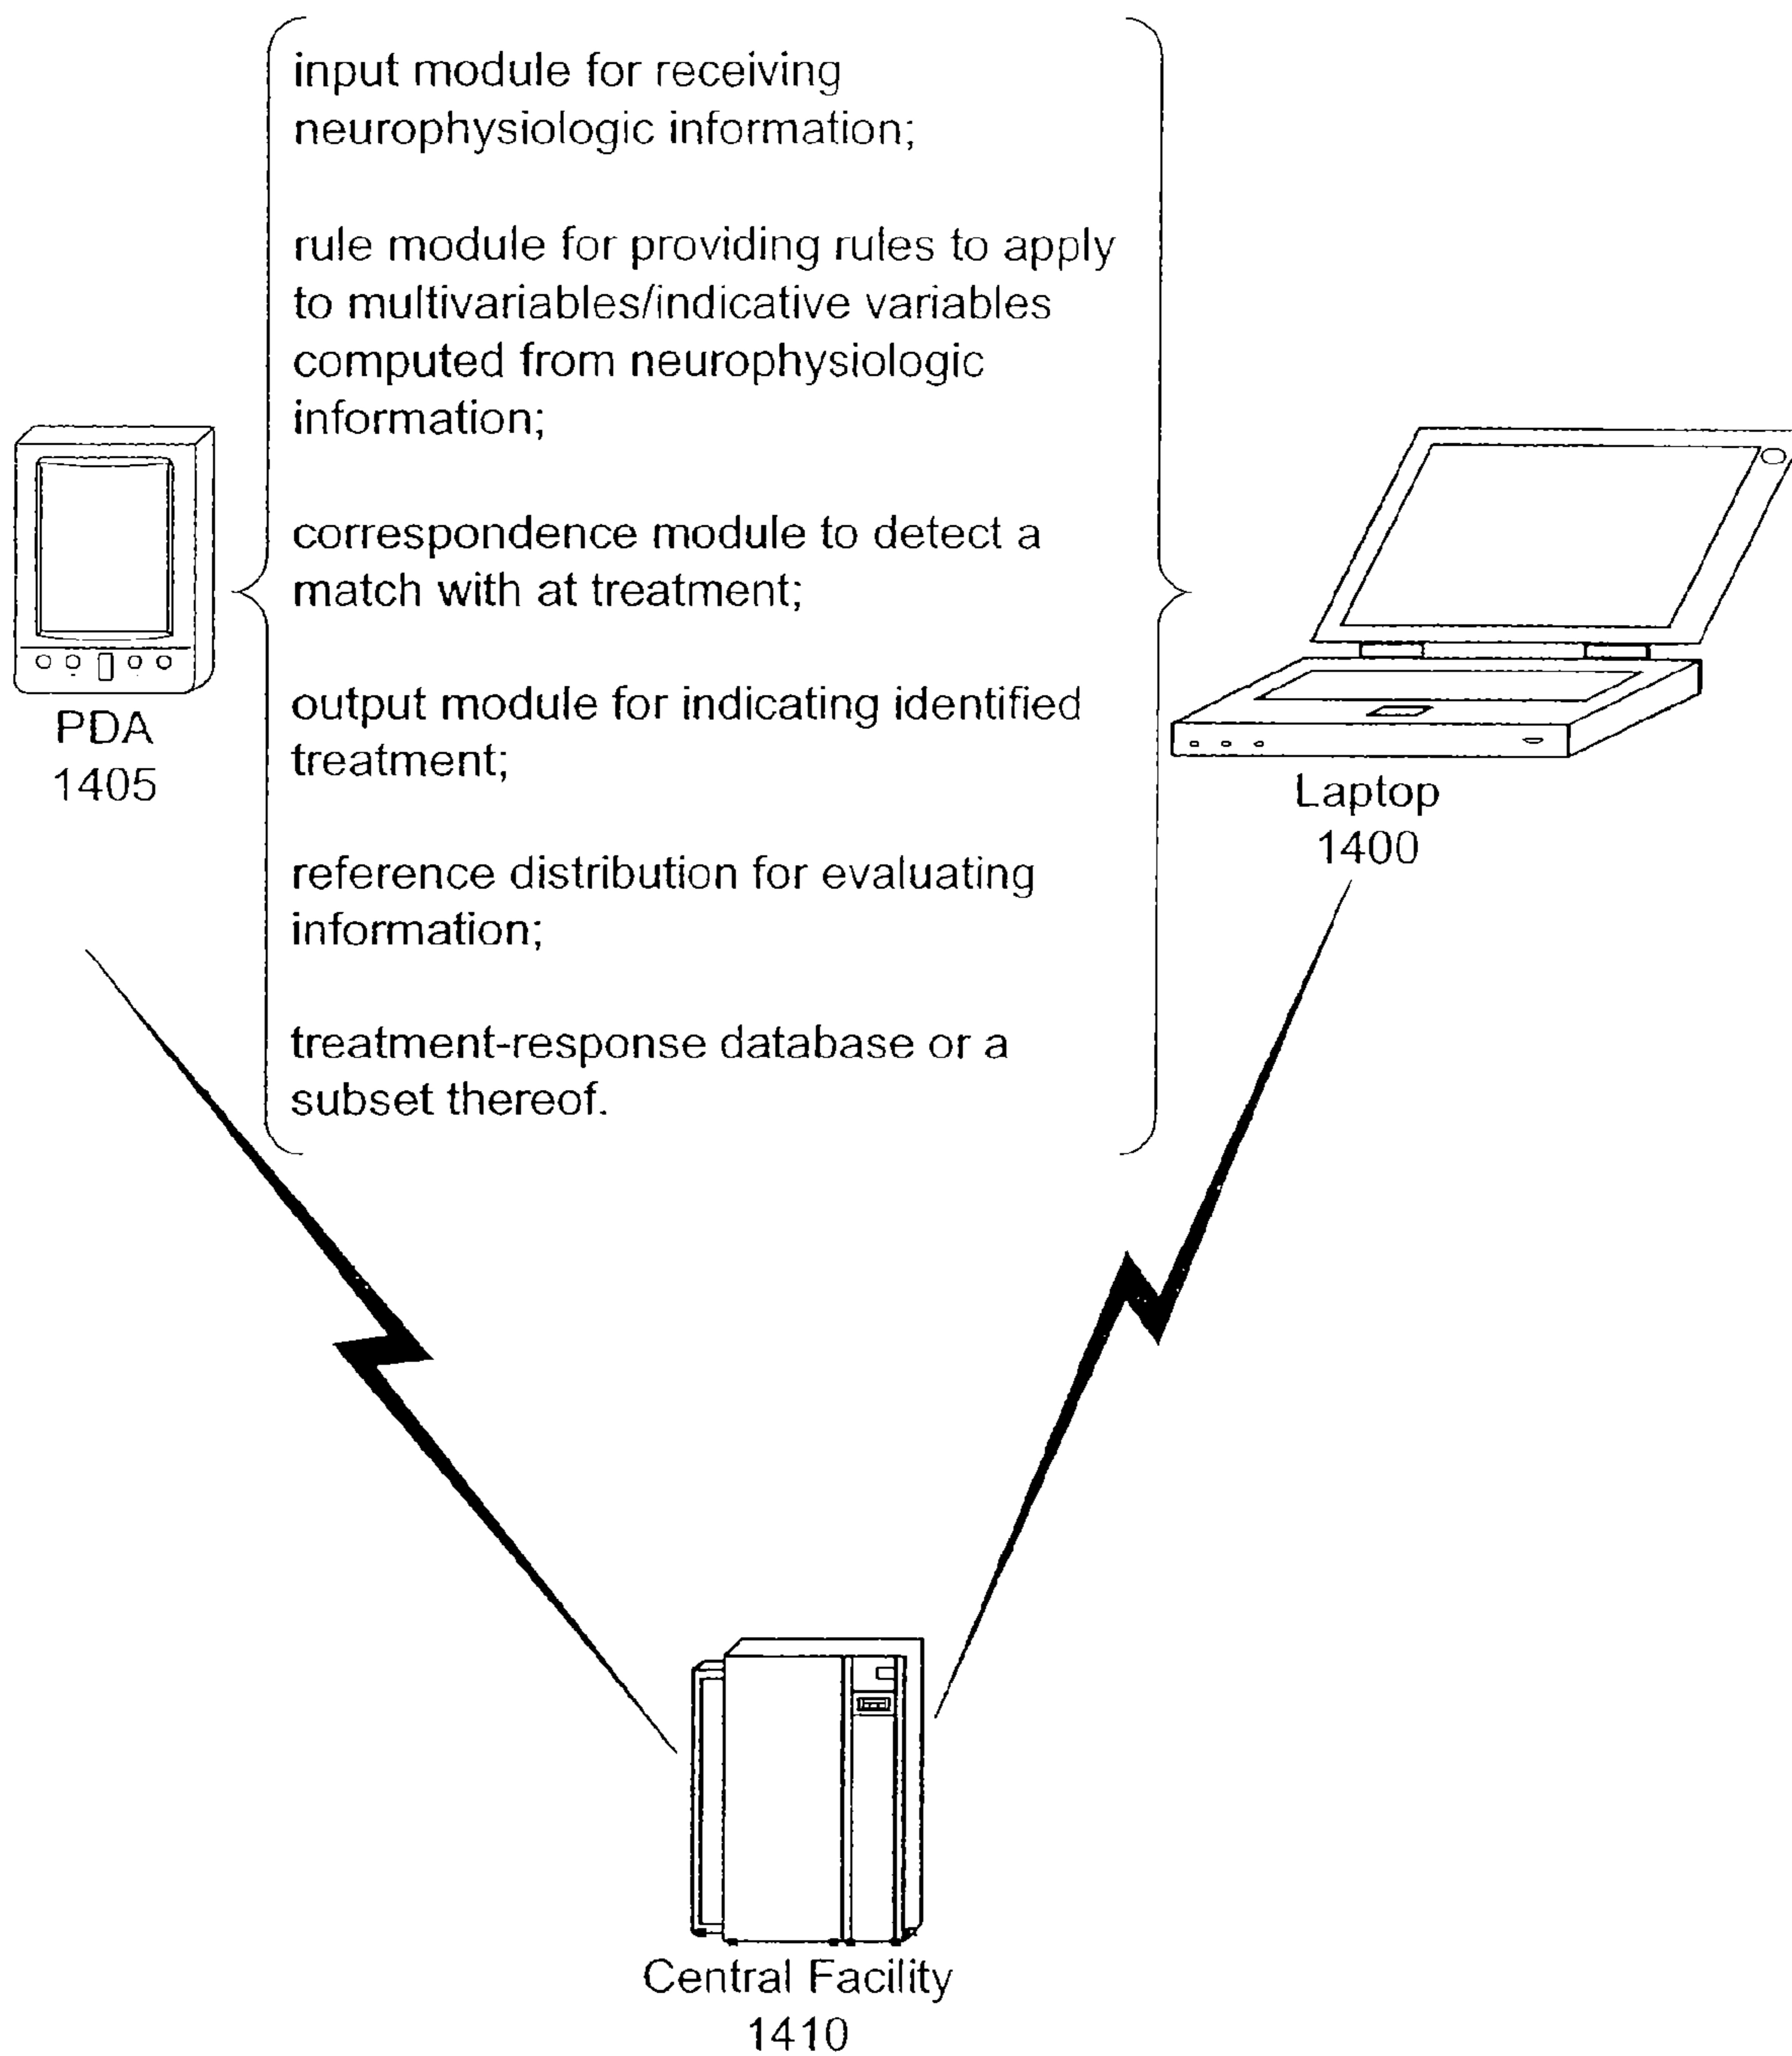 input module for receiving
neurophysiologic information;
rule module for providing rules to apply
to multivariables/indicative variables
computed from neurophysiologic
information;
correspondence module to detect a
match with at treatment;
output module for indicating identified
treatment;
reference distribution for evaluating
information;
treatment-response database or a
subset thereof.
PDA
1405
Laptop
1400
Central Facility
1410